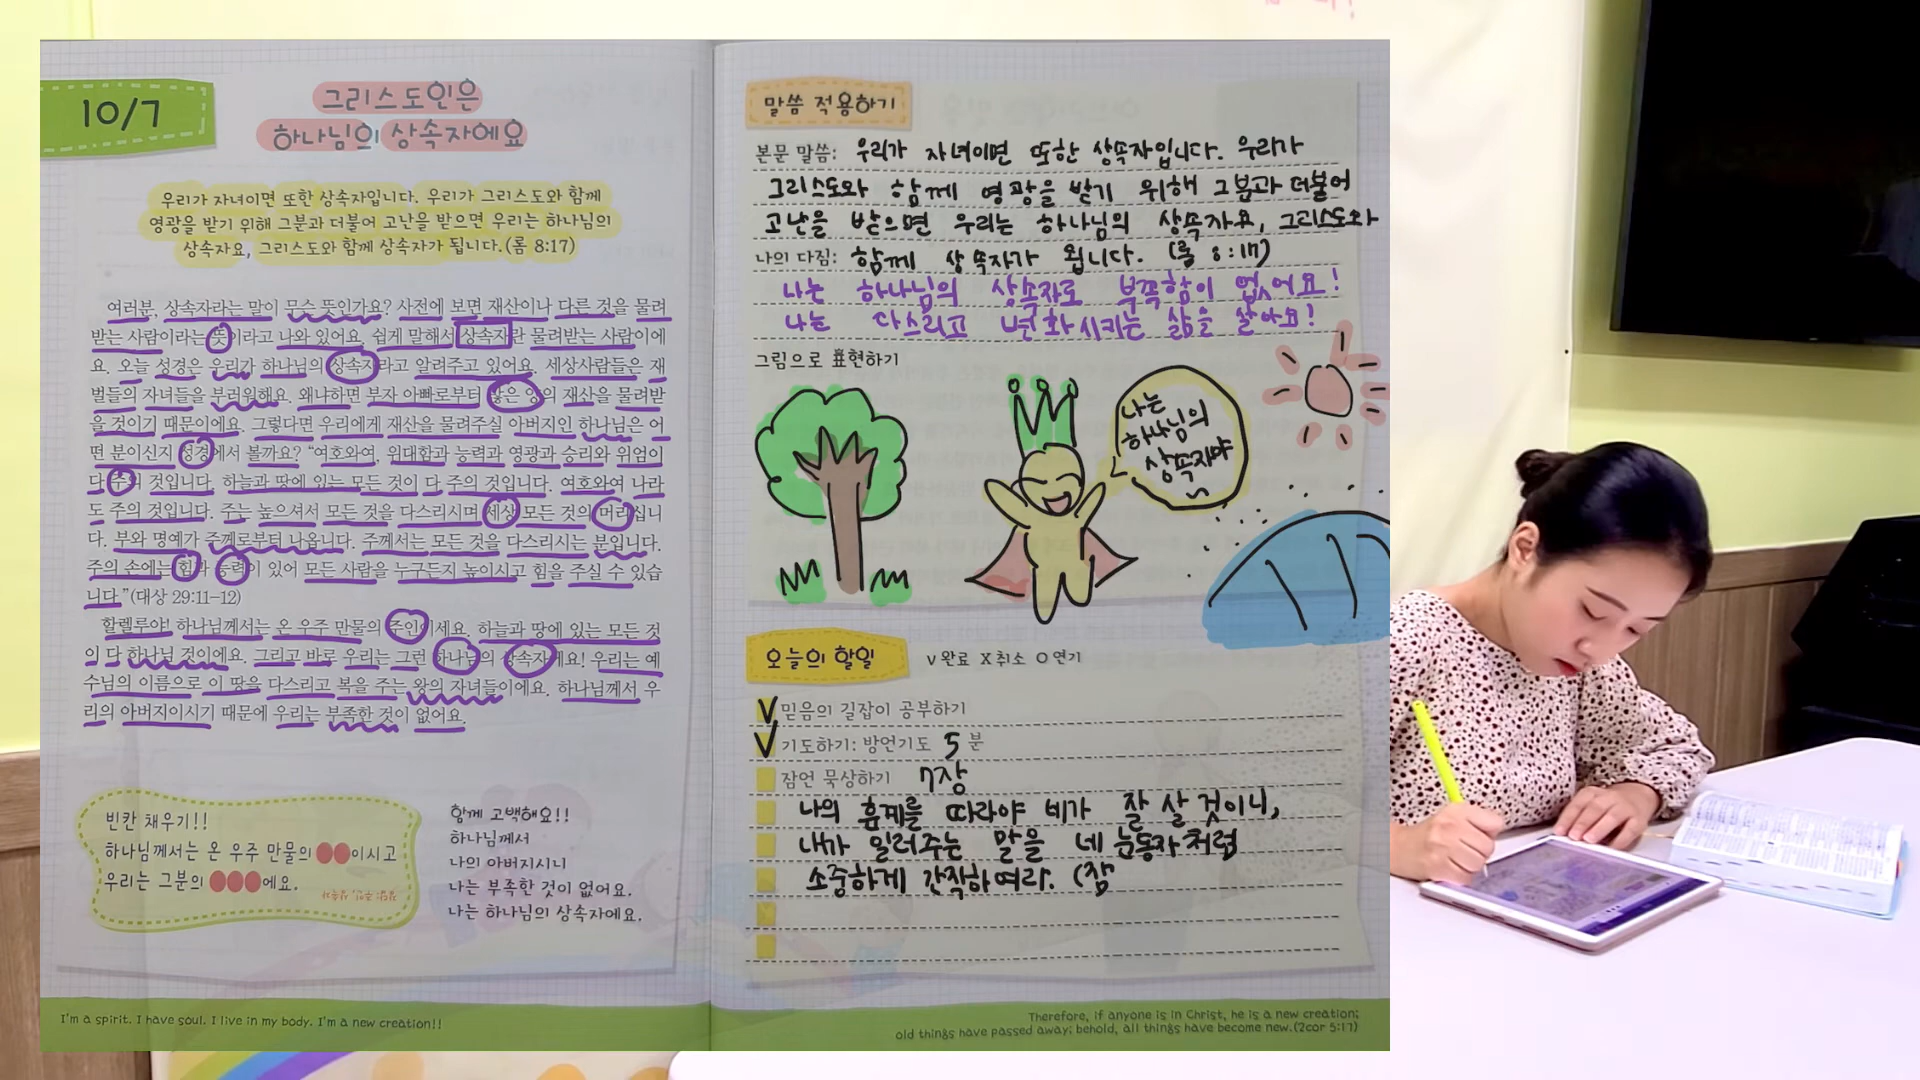 10/7
그리스도인은
하나님의 상속자에요
우리가 자녀이면 또한 상속자입니다. 우리가 그리스도와 함께
영광을 받기 위해 그분과 더불어 고난을 받으면 우리는 하나님의
상속자요, 그리스도와 함께 상속자가 됩니다.(롬 8:17)
여러분, 상속자라는 말이 무슨 뜻인가요? 사전에 보면 재산이나 다른 것을 물려
받는 사람이라는 뜻이라고 나와 있어요. 쉽게 말해서 상속자란 물려받는 사람이에
요. 오늘 성경은 우리가 하나님의 상속자라고 알려주고 있어요. 세상사람들은 재
벌들의 자녀들을 부러워해요. 왜냐하면 부자 아빠로부터 많은 양의 재산을 물려받
을 것이기 때문이에요. 그렇다면 우리에게 재산을 물려주실 아버지인 하나님은 어
떤 분이신지 성경에서 볼까요? “여호와여, 위대함과 능력과 영광과 승리와 위엄이
다 주의 것입니다. 하늘과 땅에 있는 모든 것이 다 주의 것입니다. 여호와여 나라
도 주의 것입니다. 주는 높으셔서 모든 것을 다스리시며 세상 모든 것의 머리십니
다. 부와 명예가 주께로부터 나옵니다. 주께서는 모든 것을 다스리시는 분입니다.
주의 손에는 힘과 능력이 있어 모든 사람을 누구든지 높이시고 힘을 주실 수 있습
니다.”(대상 29:11-12)
할렐루야! 하나님께서는 온 우주 만물의 주인이세요. 하늘과 땅에 있는 모든 것
이 다 하나님 것이에요. 그리고 바로 우리는 그런 하나님의 상속자에요! 우리는 예
수님의 이름으로 이 땅을 다스리고 복을 주는 왕의 자녀들이에요. 하나님께서 우
리의 아버지이시기 때문에 우리는 부족한 것이 없어요.
빈칸 채우기!!
하나님께서는 온 우주 만물의 이시고
우리는 그분의 에요.
함께 고백해요!!
하나님께서
나의 아버지시니
나는 부족한 것이 없어요.
나는 하나님의 상속자에요.
I'm a spirit. I have soul. I live in my body. I'm a new creation!!
말씀 적용하기
본문 말씀: 우리가 자녀이면 또한 상속자입니다. 우리가
그리스도와 함께 영광을 받기 위해 그분과 더불어
고난을 받으면 우리는 하나님의 상속자요, 그리스도와
나의 다짐: 함께 상속자가 됩니다. (롬 8:17)
나는 하나님의 상속자로 부족함이 없어요!
나는 다스리고 변화시키는 삶을 살아요!
그림으로 표현하기
나는
하나님의
상속자야
오늘의 할일 V 완료 X 취소 O 연기
V 믿음의 길잡이 공부하기
V 기도하기: 방언기도 5 분
잠언 묵상하기 7장
나의 훈계를 따라야 네가 잘 살 것이니,
내가 일러주는 말을 네 눈동자처럼
소중하게 간직하여라. (잠
Therefore, if anyone is in Christ, he is a new creation;
old things have passed away; behold, all things have become new.(2cor 5:17)